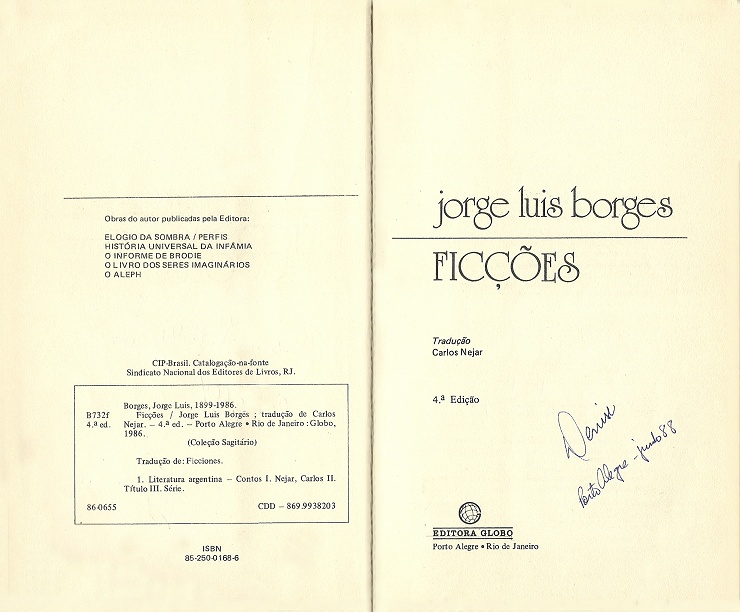 Obras do autor publicadas pela Editora:
ELOGIO DA SOMBRA / PERFIS
HISTÓRIA UNIVERSAL DA INFÂMIA
O INFORME DE BRODIE
O LIVRO DOS SERES IMAGINÁRIOS
O ALEPH
CIP-Brasil. Catalogação-na-fonte
Sindicato Nacional dos Editores de Livros, RJ.
Borges, Jorge Luis, 1899-1986.
B732f Ficções / Jorge Luis Borges ; tradução de Carlos
4.ª ed. Nejar. – 4.ª ed. – Porto Alegre • Rio de Janeiro : Globo,
1986.
(Coleção Sagitário)
Tradução de: Ficciones.
1. Literatura argentina – Contos I. Nejar, Carlos II.
Título III. Série.
86-0655 CDD – 869.9938203
ISBN
85-250-0168-6
jorge luis borges
FICÇÕES
Tradução
Carlos Nejar
4.ª Edição
Denise
Porto Alegre - junho 88
EDITORA GLOBO
Porto Alegre • Rio de Janeiro